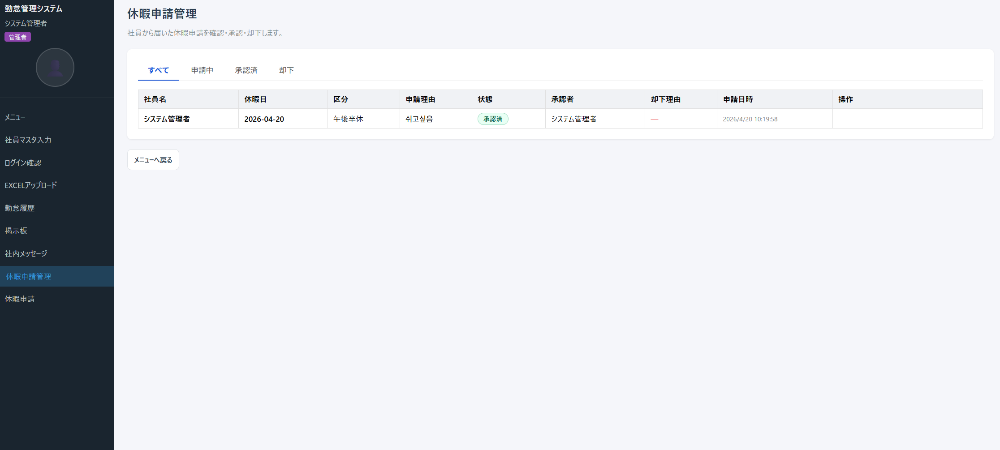 勤怠管理システム
システム管理者
管理者
メニュー
社員マスタ入力
ログイン確認
EXCELアップロード
勤怠履歴
掲示板
社内メッセージ
休暇申請管理
休暇申請
休暇申請管理
社員から届いた休暇申請を確認・承認・却下します。
すべて 申請中 承認済 却下
社員名 休暇日 区分 申請理由 状態 承認者 却下理由 申請日時 操作
システム管理者 2026-04-20 午後半休 쉬고싶음 承認済 システム管理者 — 2026/4/20 10:19:58
メニューへ戻る